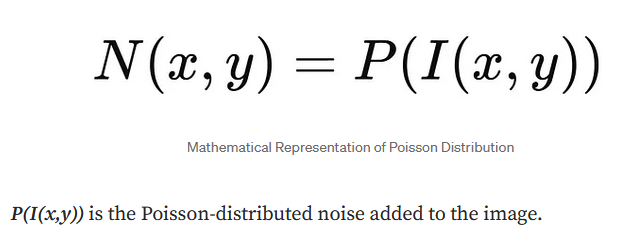 N(x, y) = P(I(x, y))
Mathematical Representation of Poisson Distribution
P(I(x,y)) is the Poisson-distributed noise added to the image.